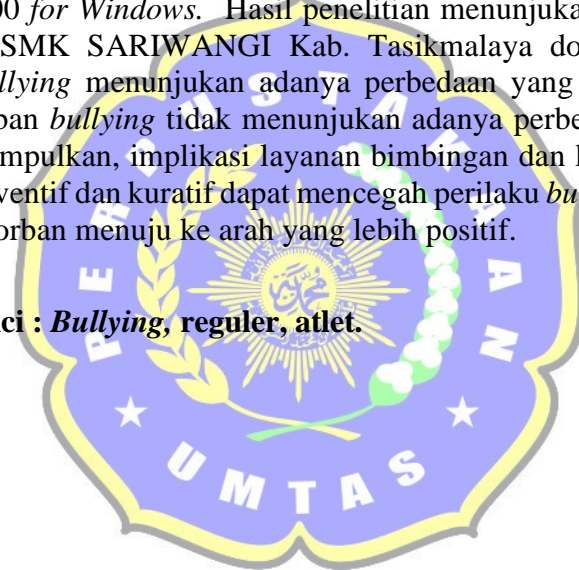 00 for Windows. Hasil penelitian menunjuka
SMK SARIWANGI Kab. Tasikmalaya do
llying menunjukan adanya perbedaan yang
ban bullying tidak menunjukan adanya perbe
mpulkan, implikasi layanan bimbingan dan
ventif dan kuratif dapat mencegah perilaku bu
orban menuju ke arah yang lebih positif.
ci : Bullying, reguler, atlet.
PERPUSTAKAAN
UMTAS